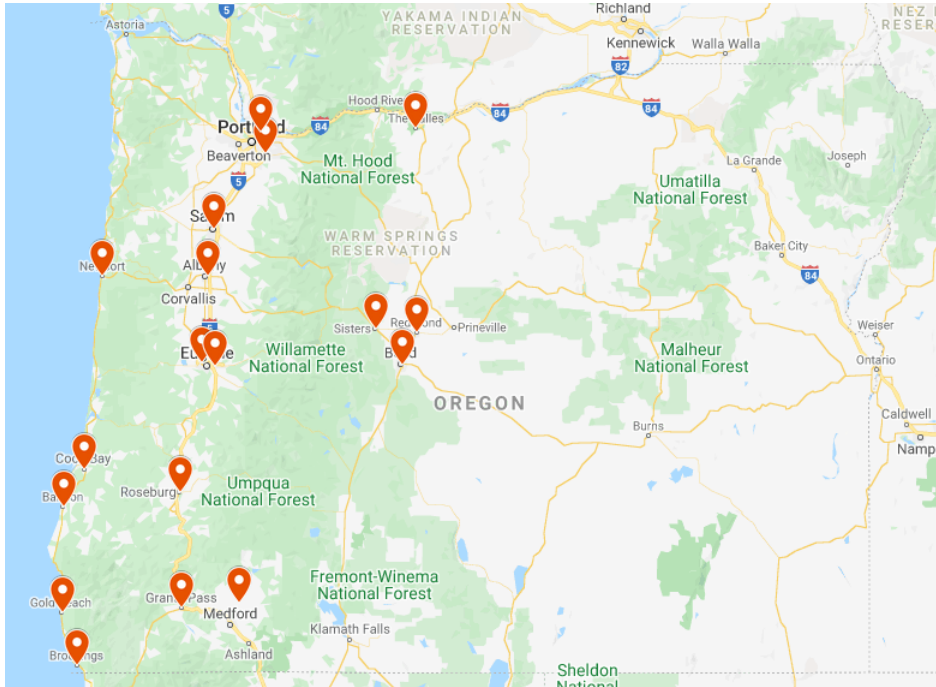 YAKAMA INDIAN
RESERVATION
Richland
NEZ
RESER
Astoria
5
Kennewick
Walla Walla
82
Hood River
84
84
84
Beaverton
Mt. Hood
National Forest
La Grande
Joseph
5
Umatilla
National Forest
WARM SPRINGS
RESERVATION
Baker City
84
Corvallis
5
Sisters
Prineville
Weiser
Willamette
National Forest
Malheur
National Forest
Ontario
OREGON
Caldwell
Burns
Namp
Umpqua
National Forest
Roseburg
Fremont-Winema
National Forest
Medford
Klamath Falls
Ashland
Sheldon
National